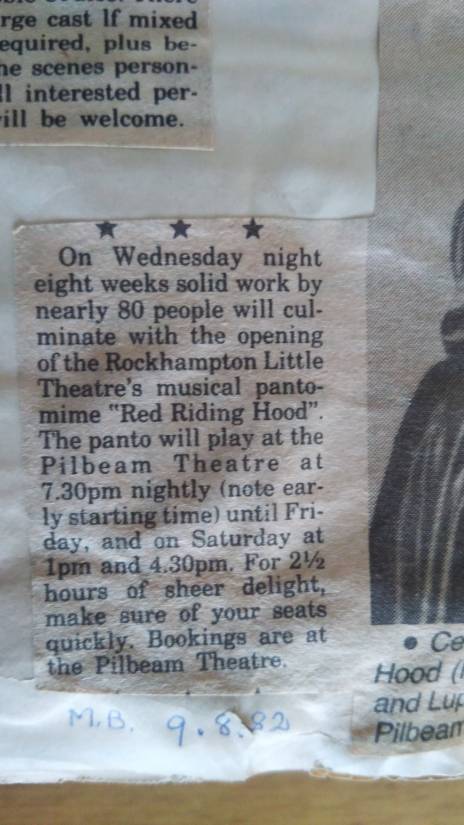 rge cast If mixed
equired, plus be-
he scenes person-
ll interested per-
will be welcome.
On Wednesday night
eight weeks solid work by
nearly 80 people will cul-
minate with the opening
of the Rockhampton Little
Theatre's musical panto-
mime "Red Riding Hood".
The panto will play at the
Pilbeam Theatre at
7.30pm nightly (note ear-
ly starting time) until Fri-
day, and on Saturday at
1pm and 4.30pm. For 2½
hours of sheer delight,
make sure of your seats
quickly. Bookings are at
the Pilbeam Theatre.
M.B. 9.8.82
• Ce
Hood (
and Lup
Pilbeam